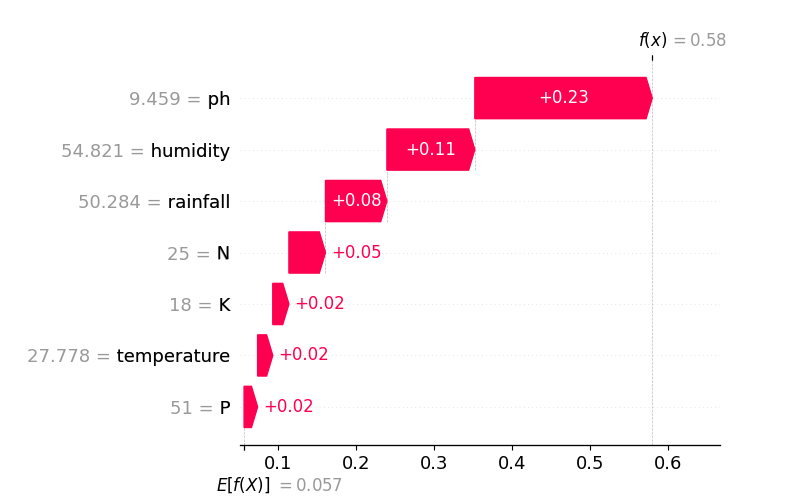 f(x) = 0.58
9.459 = ph
+0.23
54.821 = humidity
+0.11
50.284 = rainfall
+0.08
25 = N
+0.05
18 = K
+0.02
27.778 = temperature
+0.02
51 = P
+0.02
0.1 0.2 0.3 0.4 0.5 0.6
E[f(X)] = 0.057